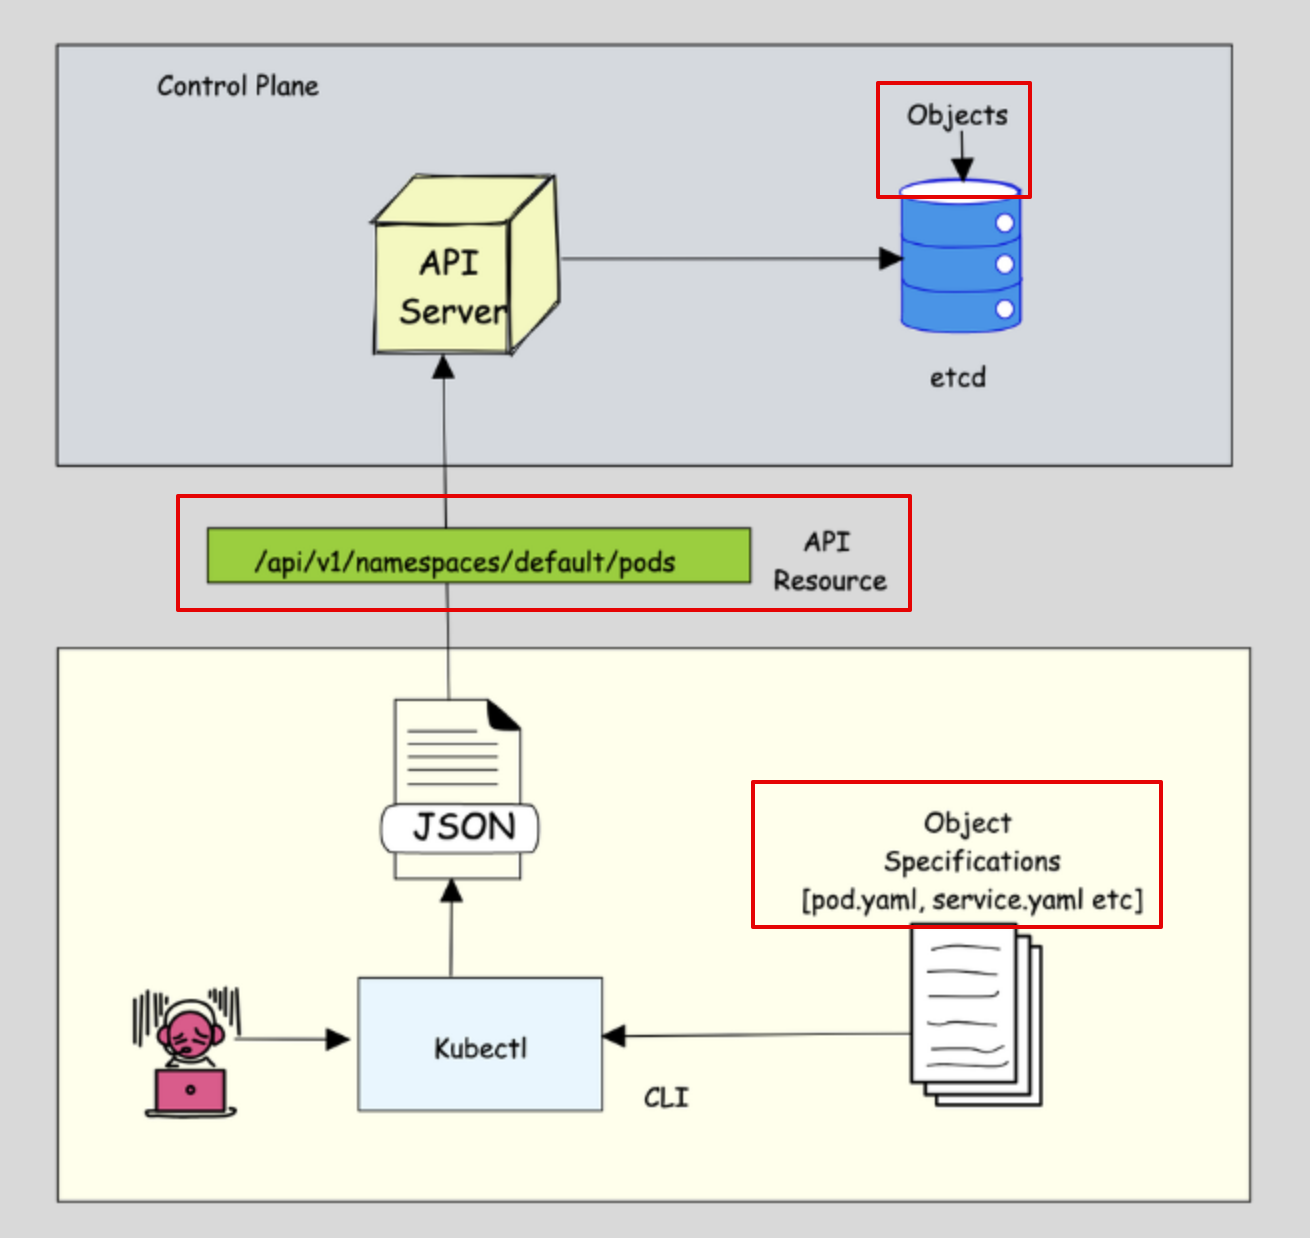 Control Plane
Objects
API
Server
etcd
/api/v1/namespaces/default/pods
API
Resource
JSON
Object
Specifications
[pod.yaml, service.yaml etc]
Kubectl
CLI